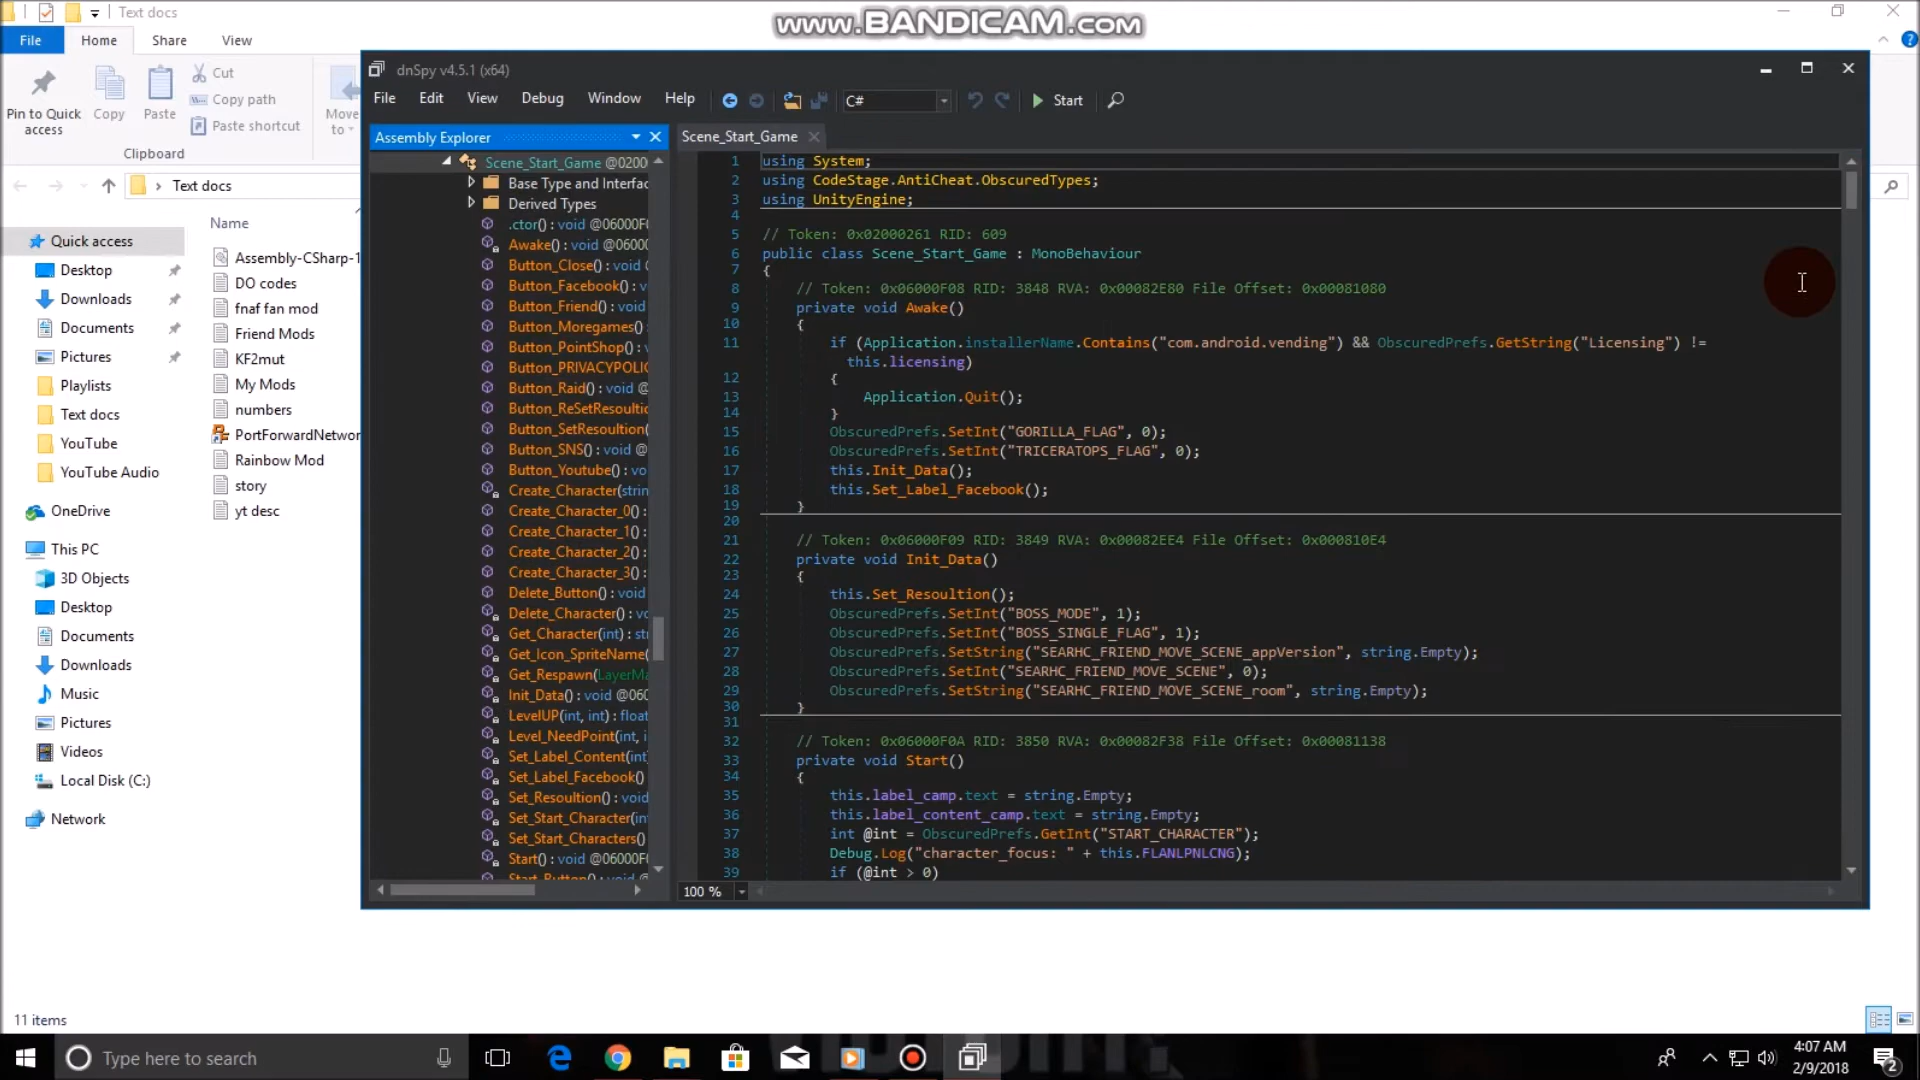 Text docs
www.BANDICAM.com
File
Home
Share
View
Pin to Quick access
Copy
Paste
Cut
Copy path
Paste shortcut
Move to
Clipboard
Text docs
Name
Quick access
Desktop
Downloads
Documents
Pictures
Playlists
Text docs
YouTube
YouTube Audio
OneDrive
This PC
3D Objects
Desktop
Documents
Downloads
Music
Pictures
Videos
Local Disk (C:)
Network
Assembly-CSharp-1
DO codes
fnaf fan mod
Friend Mods
KF2mut
My Mods
numbers
PortForwardNetwor
Rainbow Mod
story
yt desc
11 items
dnSpy v4.5.1 (x64)
File Edit View Debug Window Help C# Start
Assembly Explorer
Scene_Start_Game @0200
Base Type and Interfac
Derived Types
.ctor() : void @06000F0
Awake() : void @06000
Button_Close() : void
Button_Facebook() : v
Button_Friend() : void
Button_Moregames()
Button_PointShop() : v
Button_PRIVACYPOLIC
Button_Raid() : void @
Button_ReSetResoultic
Button_SetResoultion(
Button_SNS() : void @
Button_Youtube() : vo
Create_Character(strin
Create_Character_0() :
Create_Character_1() :
Create_Character_2() :
Create_Character_3() :
Delete_Button() : void
Delete_Character() : vc
Get_Character(int) : stı
Get_Icon_SpriteName(
Get_Respawn(LayerMa
Init_Data() : void @060
LevelUP(int, int) : float
Level_NeedPoint(int, i
Set_Label_Content(int
Set_Label_Facebook()
Set_Resoultion() : void
Set_Start_Character(in
Set_Start_Characters()
Start() : void @06000F
Scene_Start_Game
1 using System;
2 using CodeStage.AntiCheat.ObscuredTypes;
3 using UnityEngine;
4
5 // Token: 0x02000261 RID: 609
6 public class Scene_Start_Game : MonoBehaviour
7 {
8 // Token: 0x06000F08 RID: 3848 RVA: 0x00082E80 File Offset: 0x00081080
9 private void Awake()
10 {
11 if (Application.installerName.Contains("com.android.vending") && ObscuredPrefs.GetString("Licensing") !=
this.licensing)
12 {
13 Application.Quit();
14 }
15 ObscuredPrefs.SetInt("GORILLA_FLAG", 0);
16 ObscuredPrefs.SetInt("TRICERATOPS_FLAG", 0);
17 this.Init_Data();
18 this.Set_Label_Facebook();
19 }
20
21 // Token: 0x06000F09 RID: 3849 RVA: 0x00082EE4 File Offset: 0x000810E4
22 private void Init_Data()
23 {
24 this.Set_Resoultion();
25 ObscuredPrefs.SetInt("BOSS_MODE", 1);
26 ObscuredPrefs.SetInt("BOSS_SINGLE_FLAG", 1);
27 ObscuredPrefs.SetString("SEARHC_FRIEND_MOVE_SCENE_appVersion", string.Empty);
28 ObscuredPrefs.SetInt("SEARHC_FRIEND_MOVE_SCENE", 0);
29 ObscuredPrefs.SetString("SEARHC_FRIEND_MOVE_SCENE_room", string.Empty);
30 }
31
32 // Token: 0x06000F0A RID: 3850 RVA: 0x00082F38 File Offset: 0x00081138
33 private void Start()
34 {
35 this.label_camp.text = string.Empty;
36 this.label_content_camp.text = string.Empty;
37 int @int = ObscuredPrefs.GetInt("START_CHARACTER");
38 Debug.Log("character_focus: " + this.FLANLPNLCNG);
39 if (@int > 0)
100 %
Type here to search
4:07 AM
2/9/2018
2